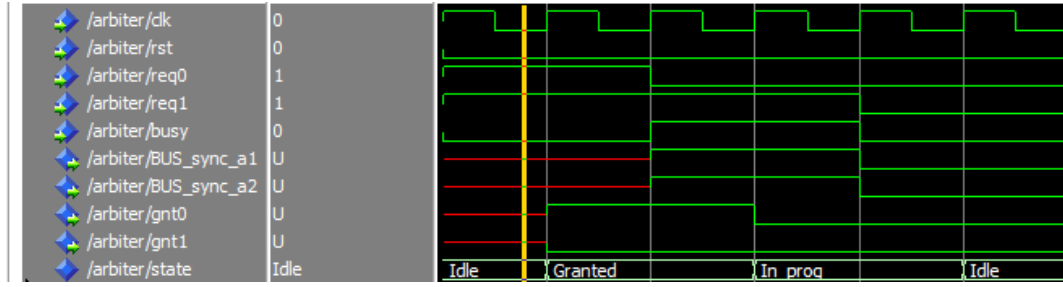 /arbiter/clk 0
/arbiter/rst 0
/arbiter/req0 1
/arbiter/req1 1
/arbiter/busy 0
/arbiter/BUS_sync_a1 U
/arbiter/BUS_sync_a2 U
/arbiter/gnt0 U
/arbiter/gnt1 U
/arbiter/state Idle Idle Granted In_prog Idle